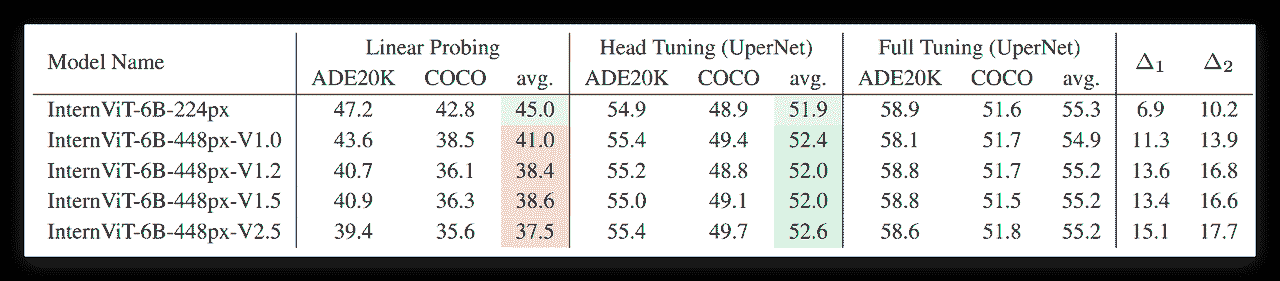 Model Name Linear Probing Head Tuning (UperNet) Full Tuning (UperNet) Δ1 Δ2
ADE20K COCO avg. ADE20K COCO avg. ADE20K COCO avg.
InternViT-6B-224px 47.2 42.8 45.0 54.9 48.9 51.9 58.9 51.6 55.3 6.9 10.2
InternViT-6B-448px-V1.0 43.6 38.5 41.0 55.4 49.4 52.4 58.1 51.7 54.9 11.3 13.9
InternViT-6B-448px-V1.2 40.7 36.1 38.4 55.2 48.8 52.0 58.8 51.7 55.2 13.6 16.8
InternViT-6B-448px-V1.5 40.9 36.3 38.6 55.0 49.1 52.0 58.8 51.5 55.2 13.4 16.6
InternViT-6B-448px-V2.5 39.4 35.6 37.5 55.4 49.7 52.6 58.6 51.8 55.2 15.1 17.7